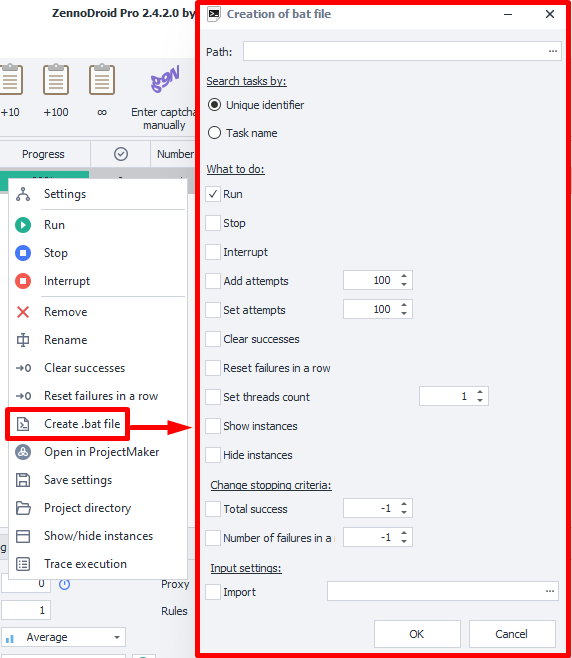 ZennoDroid Pro 2.4.2.0 by
+10
+100
∞
Enter captcha
manually
Progress
Number
Settings
Run
Stop
Interrupt
Remove
Rename
Clear successes
Reset failures in a row
Create .bat file
Open in ProjectMaker
Save settings
Project directory
Show/hide instances
Trace execution
0
Proxy
1
Rules
Average
Creation of bat file
Path:
...
Search tasks by:
Unique identifier
Task name
What to do:
Run
Stop
Interrupt
Add attempts 100
Set attempts 100
Clear successes
Reset failures in a row
Set threads count 1
Show instances
Hide instances
Change stopping criteria:
Total success -1
Number of failures in a -1
Input settings:
Import ...
OK Cancel